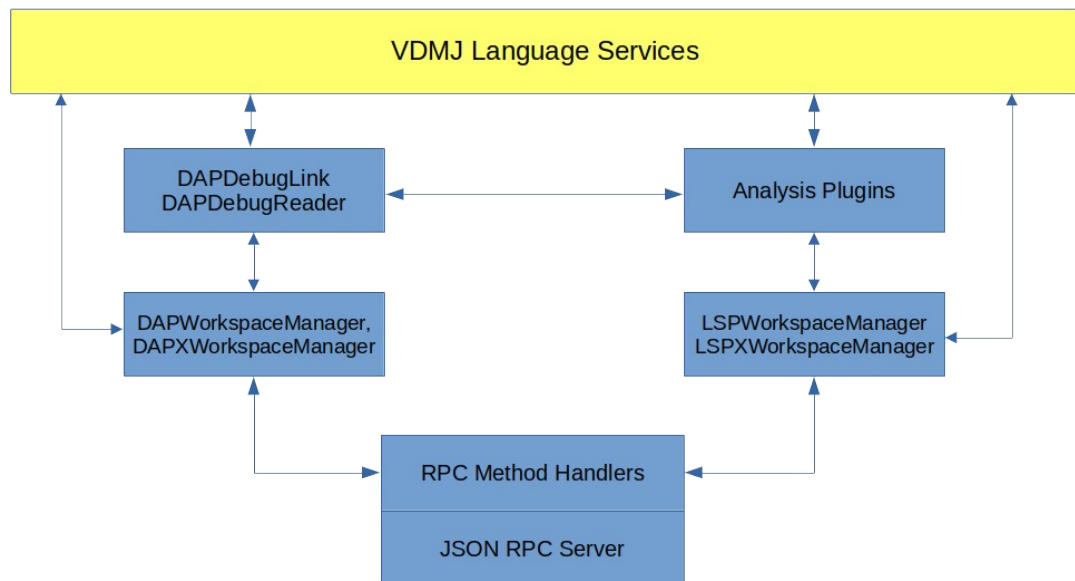 VDMJ Language Services
DAPDebugLink
DAPDebugReader
Analysis Plugins
DAPWorkspaceManager,
DAPXWorkspaceManager
LSPWorkspaceManager
LSPXWorkspaceManager
RPC Method Handlers
JSON RPC Server